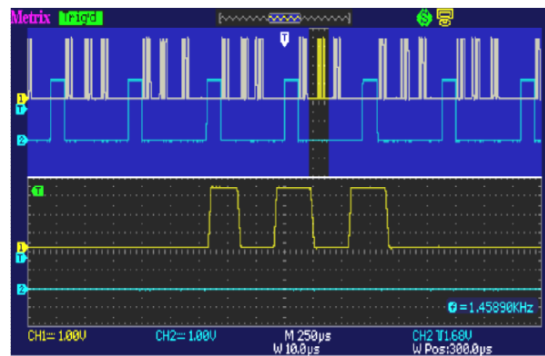 Metrix Trig'd
T
1
T
2
T
1
T
2
f=1.45890KHz
CH1= 1.00V CH2= 1.00V M 250µs CH2 T1.68V
W 10.0µs W Pos:300.0µs